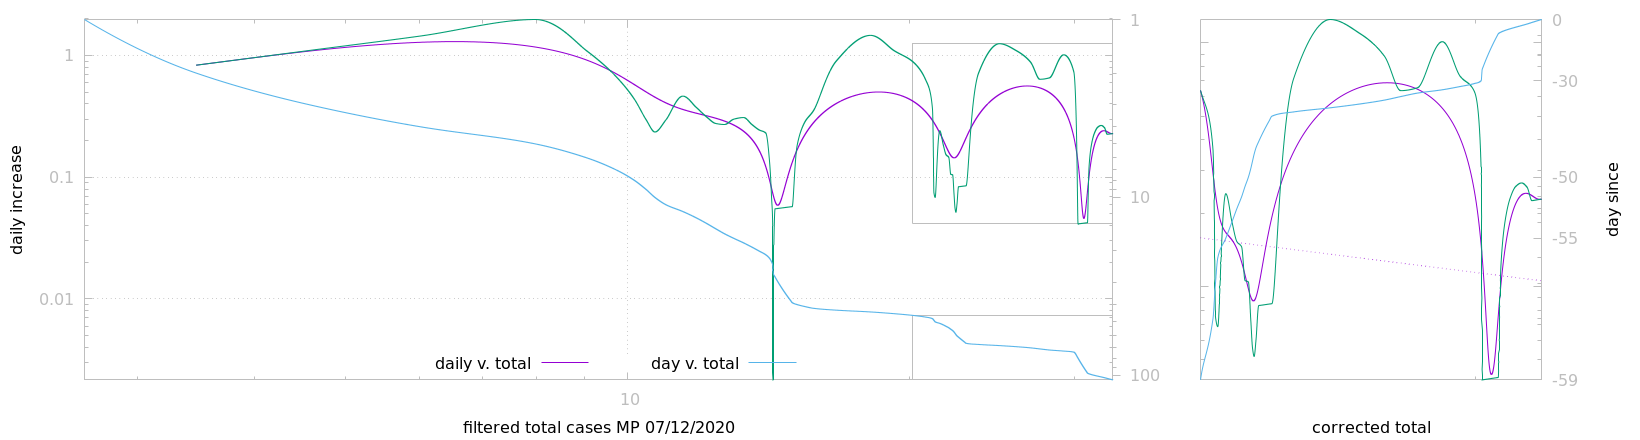 1
0.1
0.01
daily increase
daily v. total
day v. total
10
filtered total cases MP 07/12/2020
1
10
100
0
-30
-50
-55
-59
day since
corrected total